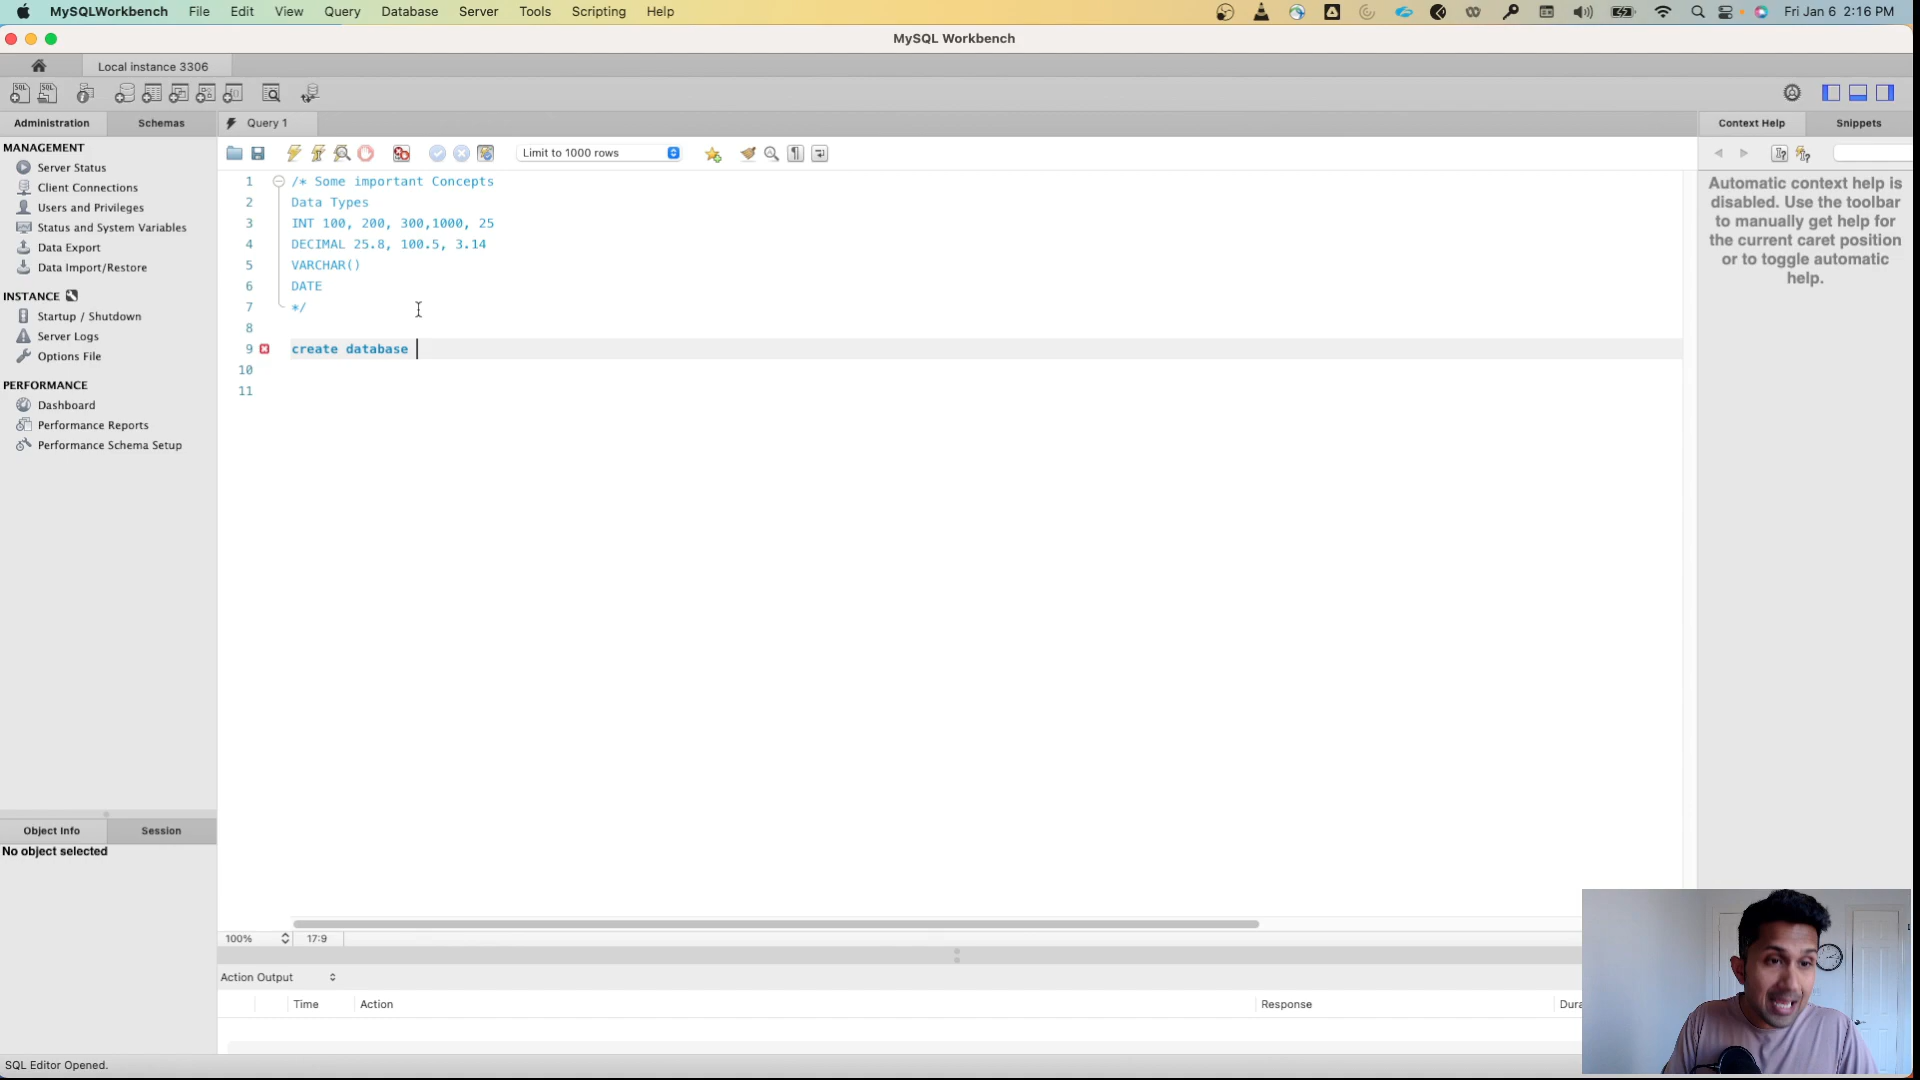 MySQLWorkbench File Edit View Query Database Server Tools Scripting Help Fri Jan 6 2:16 PM
MySQL Workbench
Local instance 3306
Administration Schemas Query 1 Context Help Snippets
MANAGEMENT
Server Status
Client Connections
Users and Privileges
Status and System Variables
Data Export
Data Import/Restore
INSTANCE
Startup / Shutdown
Server Logs
Options File
PERFORMANCE
Dashboard
Performance Reports
Performance Schema Setup
Limit to 1000 rows
1 /* Some important Concepts
2 Data Types
3 INT 100, 200, 300,1000, 25
4 DECIMAL 25.8, 100.5, 3.14
5 VARCHAR()
6 DATE
7 */
8
9 create database
10
11
Automatic context help is
disabled. Use the toolbar
to manually get help for
the current caret position
or to toggle automatic
help.
Object Info Session
No object selected
100% 17:9
Action Output
Time Action Response Dura
SQL Editor Opened.